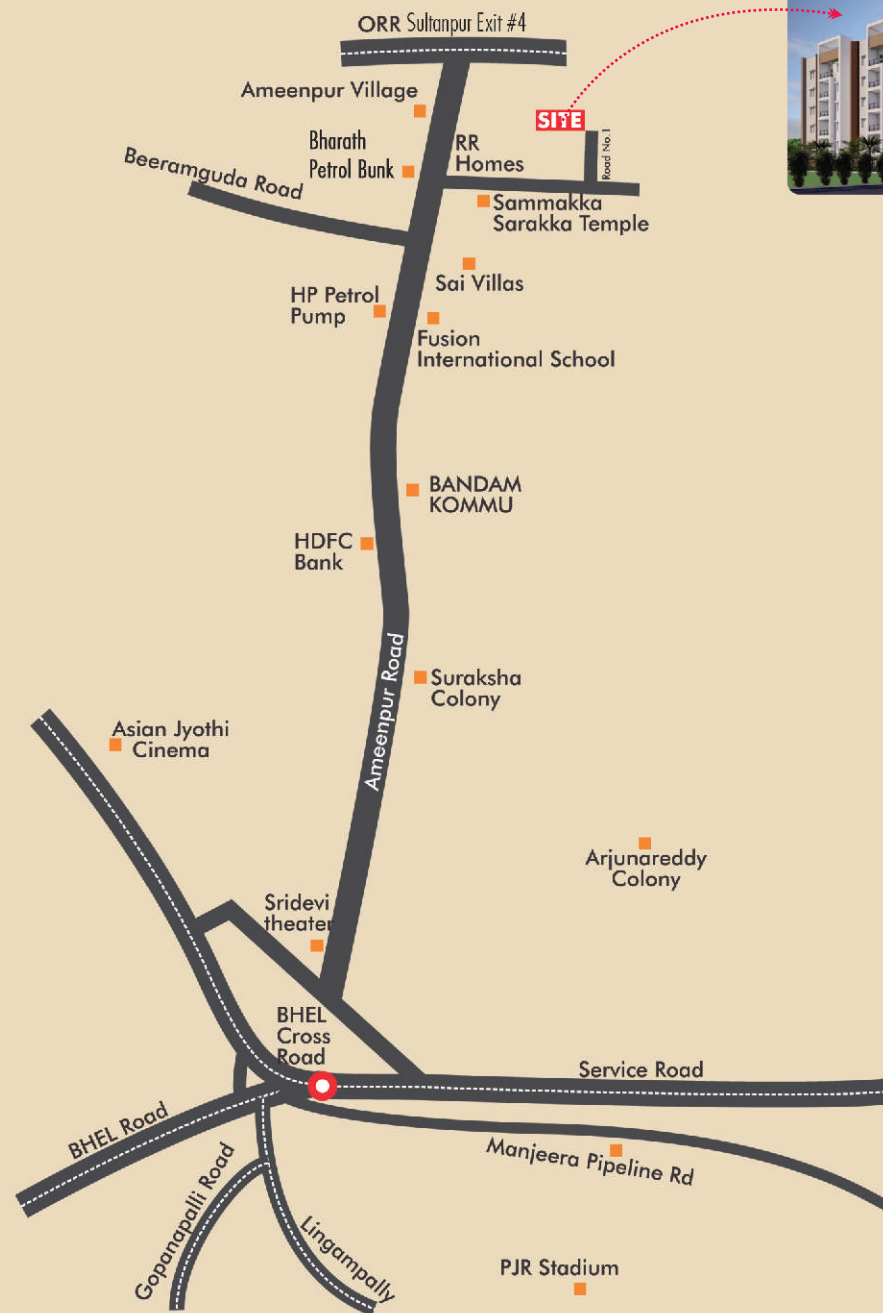 ORR Sultanpur Exit #4
Ameenpur Village
SITE
Bharath
Petrol Bunk
RR
Homes
Road No.1
Beeramguda Road
Sammakka
Sarakka Temple
Sai Villas
HP Petrol
Pump
Fusion
International School
BANDAM
KOMMU
HDFC
Bank
Ameenpur Road
Suraksha
Colony
Asian Jyothi
Cinema
Arjunareddy
Colony
Sridevi
theater
BHEL
Cross
Road
Service Road
BHEL Road
Manjeera Pipeline Rd
Gopanapalli Road
Lingampally
PJR Stadium